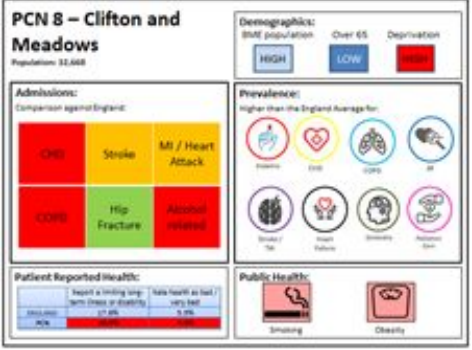 PCN 8 – Clifton and
Meadows
Population: 32,668
Demographics:
BME population
Over 65
Deprivation
HIGH
LOW
HIGH
Admissions:
Comparison against England:
CHD
Stroke
MI / Heart
Attack
COPD
Hip
Fracture
Alcohol
related
Prevalence:
Higher than the England Average for:
Diabetes
CHD
COPD
Stroke /
TIA
Heart
Failure
Dementia
Patient Reported Health:
Report a limiting long-
term illness or disability
Rate health as bad /
very bad
ENGLAND
PCN
Public Health:
Smoking
Obesity